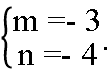 m = - 3
n = - 4.